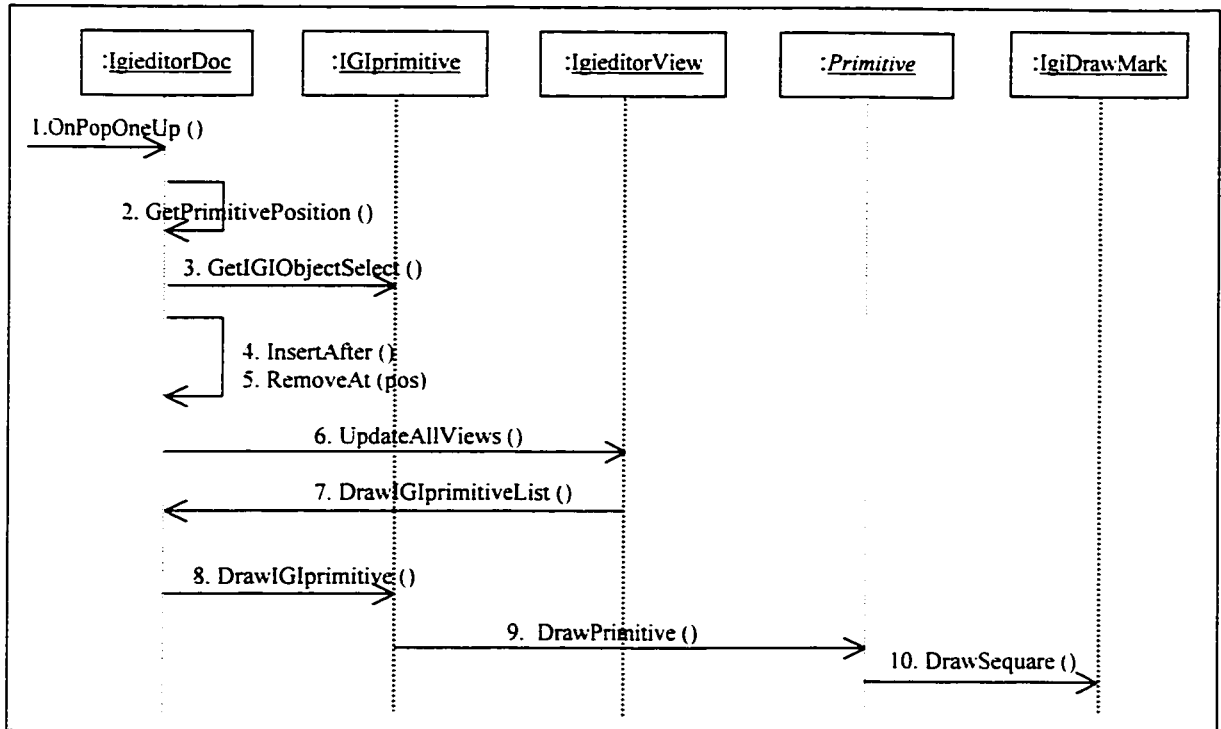 :IgieditorDoc
:IGIprimitive
:IgieditorView
:Primitive
:IgiDrawMark
1.OnPopOneUp ()
2. GetPrimitivePosition ()
3. GetIGIObjectSelect ()
4. InsertAfter ()
5. RemoveAt (pos)
6. UpdateAllViews ()
7. DrawIGIprimitiveList ()
8. DrawIGIprimitive ()
9. DrawPrimitive ()
10. DrawSequare ()